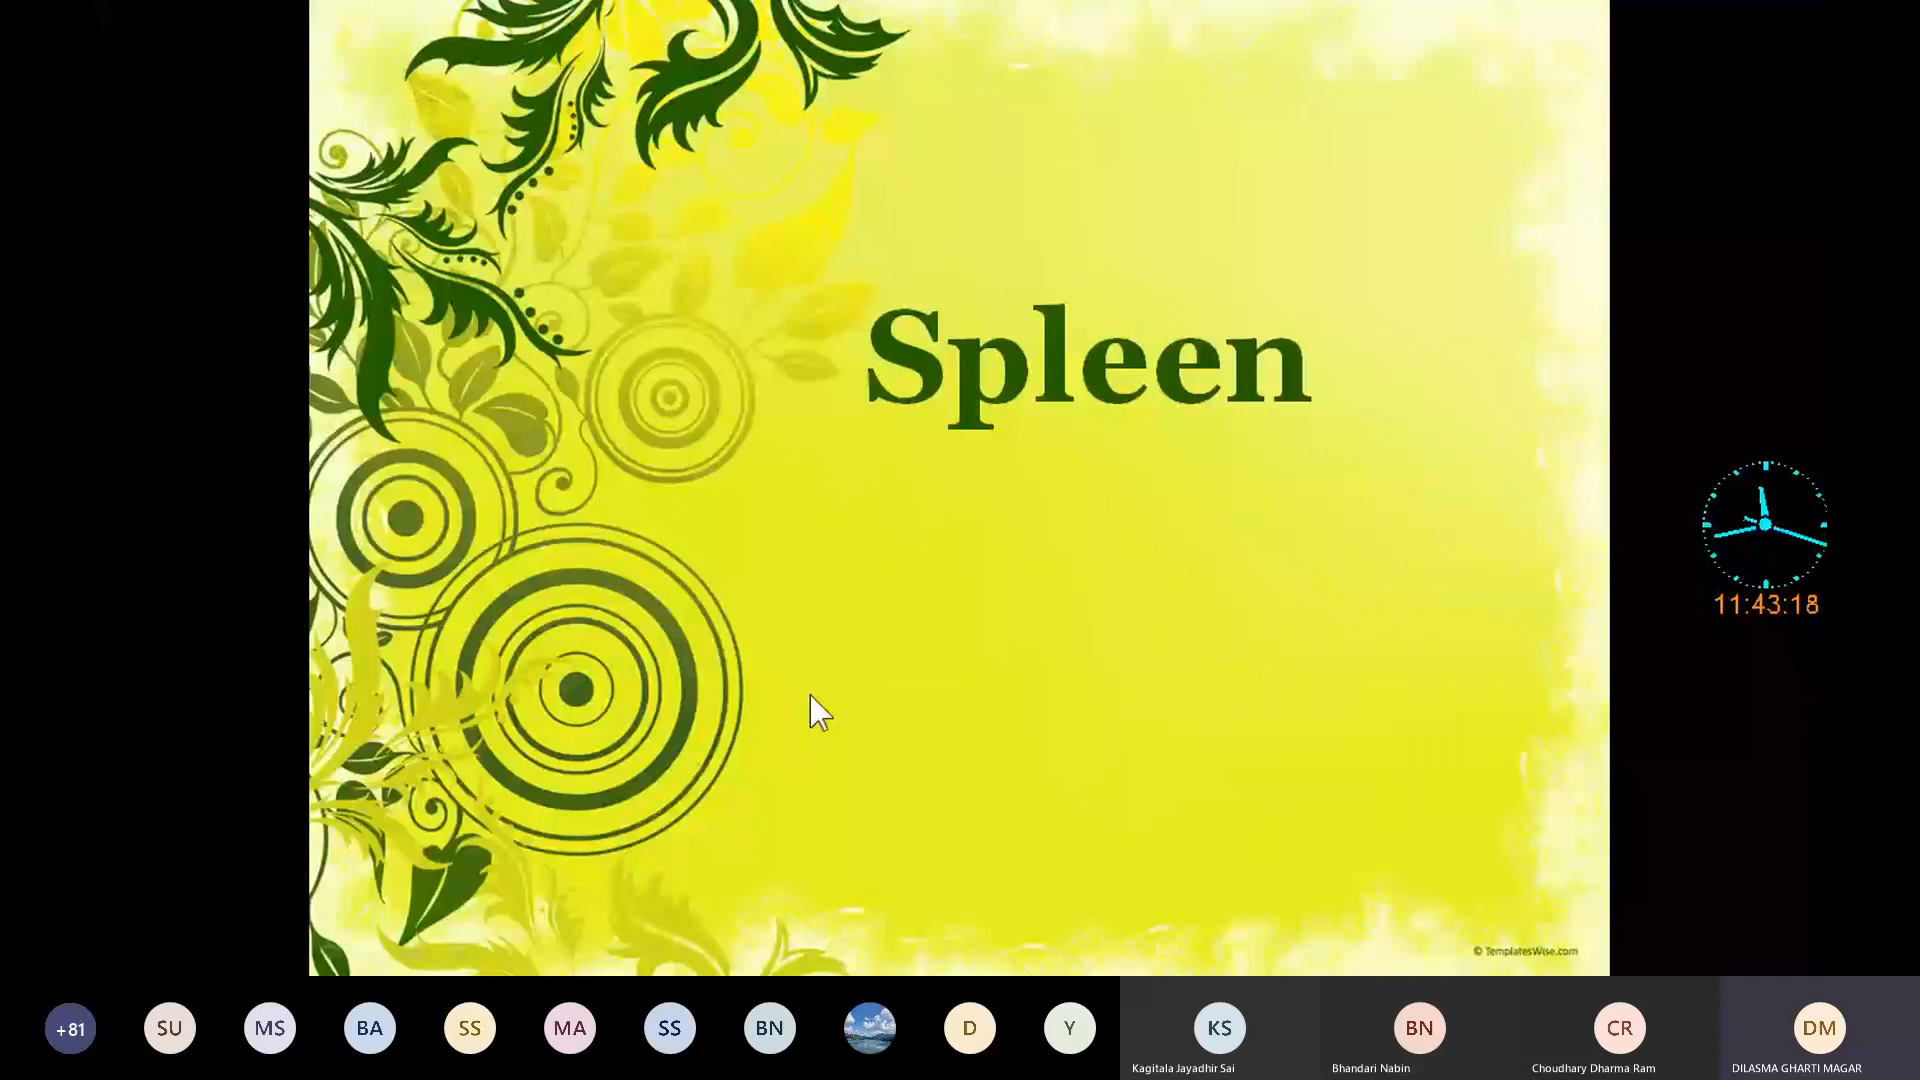 Spleen
11:43:18
© TemplatesWise.com
+81
SU
MS
BA
SS
MA
SS
BN
D
Y
KS
BN
CR
DM
Kagitala Jayadhir Sai
Bhandari Nabin
Choudhary Dharma Ram
DILASMA GHARTI MAGAR